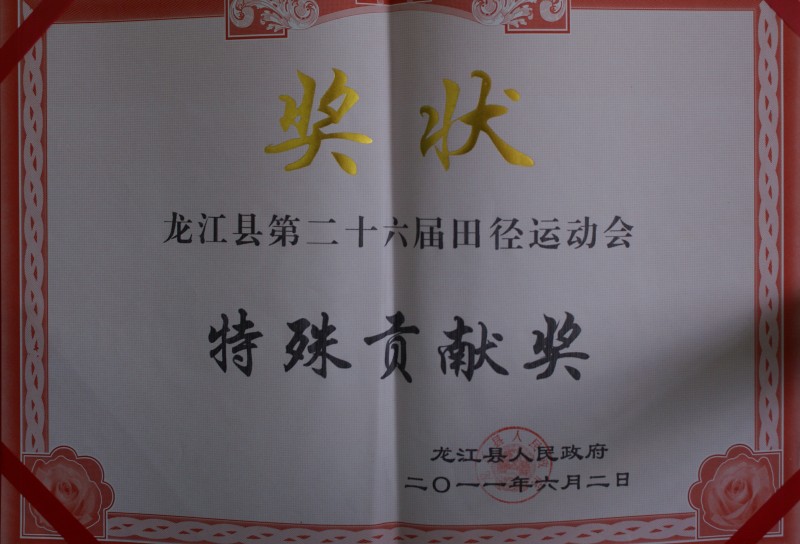 奖状
龙江县第二十六届田径运动会
特殊贡献奖
龙江县人民政府
二〇一一年六月二日